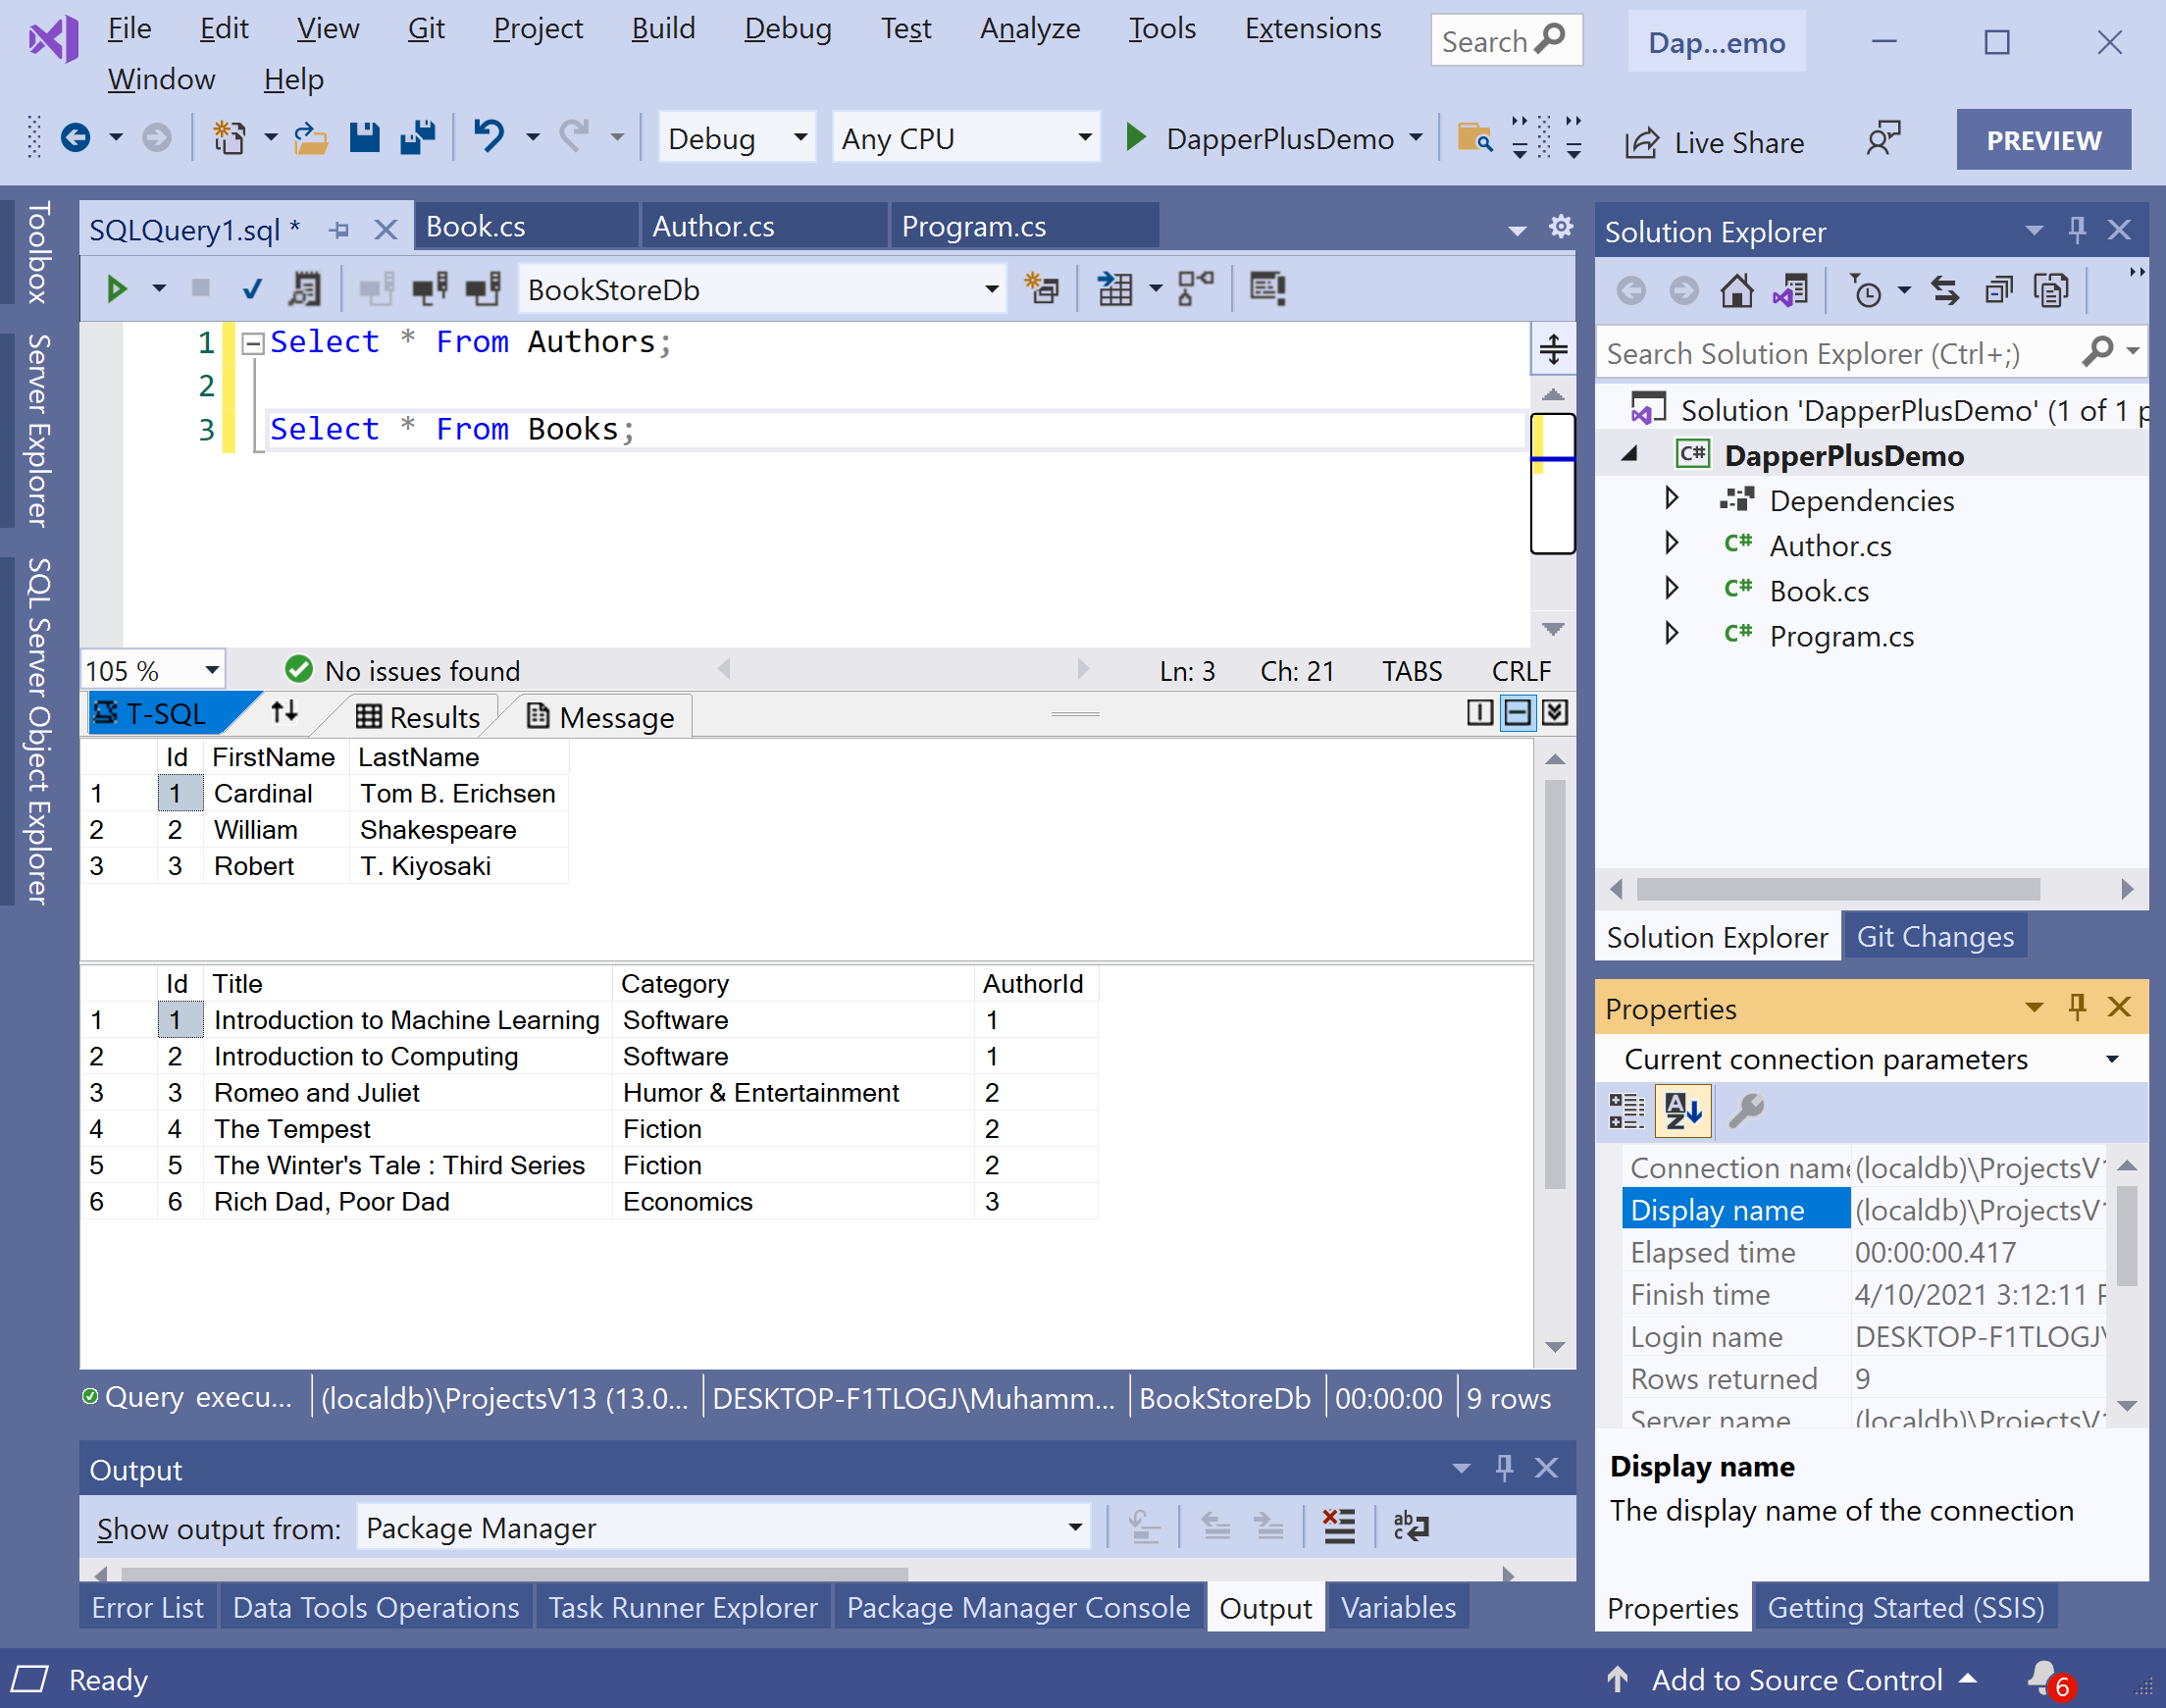 File Edit View Git Project Build Debug Test Analyze Tools Extensions Search Dap...emo
Window Help
Debug Any CPU DapperPlusDemo Live Share PREVIEW
Toolbox
Server Explorer
SQL Server Object Explorer
SQLQuery1.sql * Book.cs Author.cs Program.cs
BookStoreDb
1 Select * From Authors;
2
3 Select * From Books;
105 % No issues found Ln: 3 Ch: 21 TABS CRLF
T-SQL Results Message
Id FirstName LastName
1 1 Cardinal Tom B. Erichsen
2 2 William Shakespeare
3 3 Robert T. Kiyosaki
Id Title Category AuthorId
1 1 Introduction to Machine Learning Software 1
2 2 Introduction to Computing Software 1
3 3 Romeo and Juliet Humor & Entertainment 2
4 4 The Tempest Fiction 2
5 5 The Winter's Tale : Third Series Fiction 2
6 6 Rich Dad, Poor Dad Economics 3
Query execu... (localdb)\ProjectsV13 (13.0... DESKTOP-F1TLOGJ\Muhamm... BookStoreDb 00:00:00 9 rows
Output
Show output from: Package Manager
Error List Data Tools Operations Task Runner Explorer Package Manager Console Output Variables
Solution Explorer
Search Solution Explorer (Ctrl+;)
Solution 'DapperPlusDemo' (1 of 1 p
C# DapperPlusDemo
Dependencies
C# Author.cs
C# Book.cs
C# Program.cs
Solution Explorer Git Changes
Properties
Current connection parameters
Connection name (localdb)\ProjectsV1
Display name (localdb)\ProjectsV1
Elapsed time 00:00:00.417
Finish time 4/10/2021 3:12:11 P
Login name DESKTOP-F1TLOGJ\
Rows returned 9
Server name (localdb)\ProjectsV1
Display name
The display name of the connection
Properties Getting Started (SSIS)
Ready Add to Source Control 6